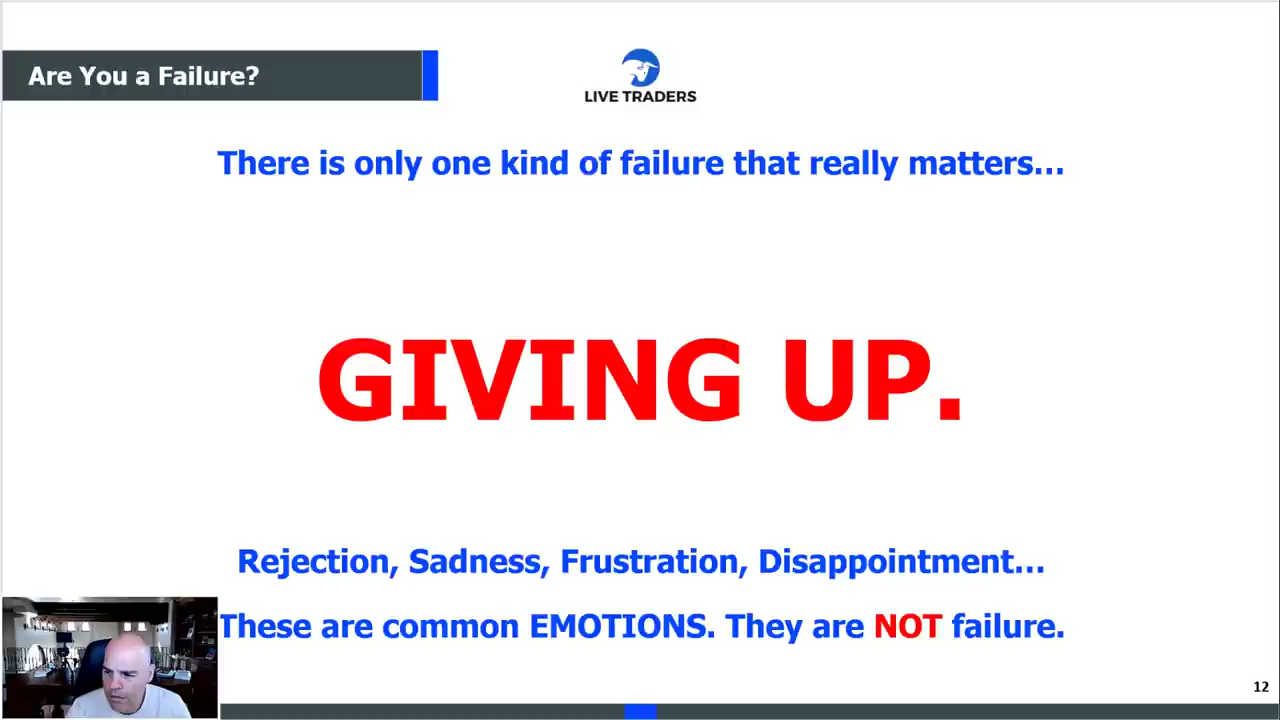 Are You a Failure?
LIVE TRADERS
There is only one kind of failure that really matters...
GIVING UP.
Rejection, Sadness, Frustration, Disappointment...
These are common EMOTIONS. They are NOT failure.
12